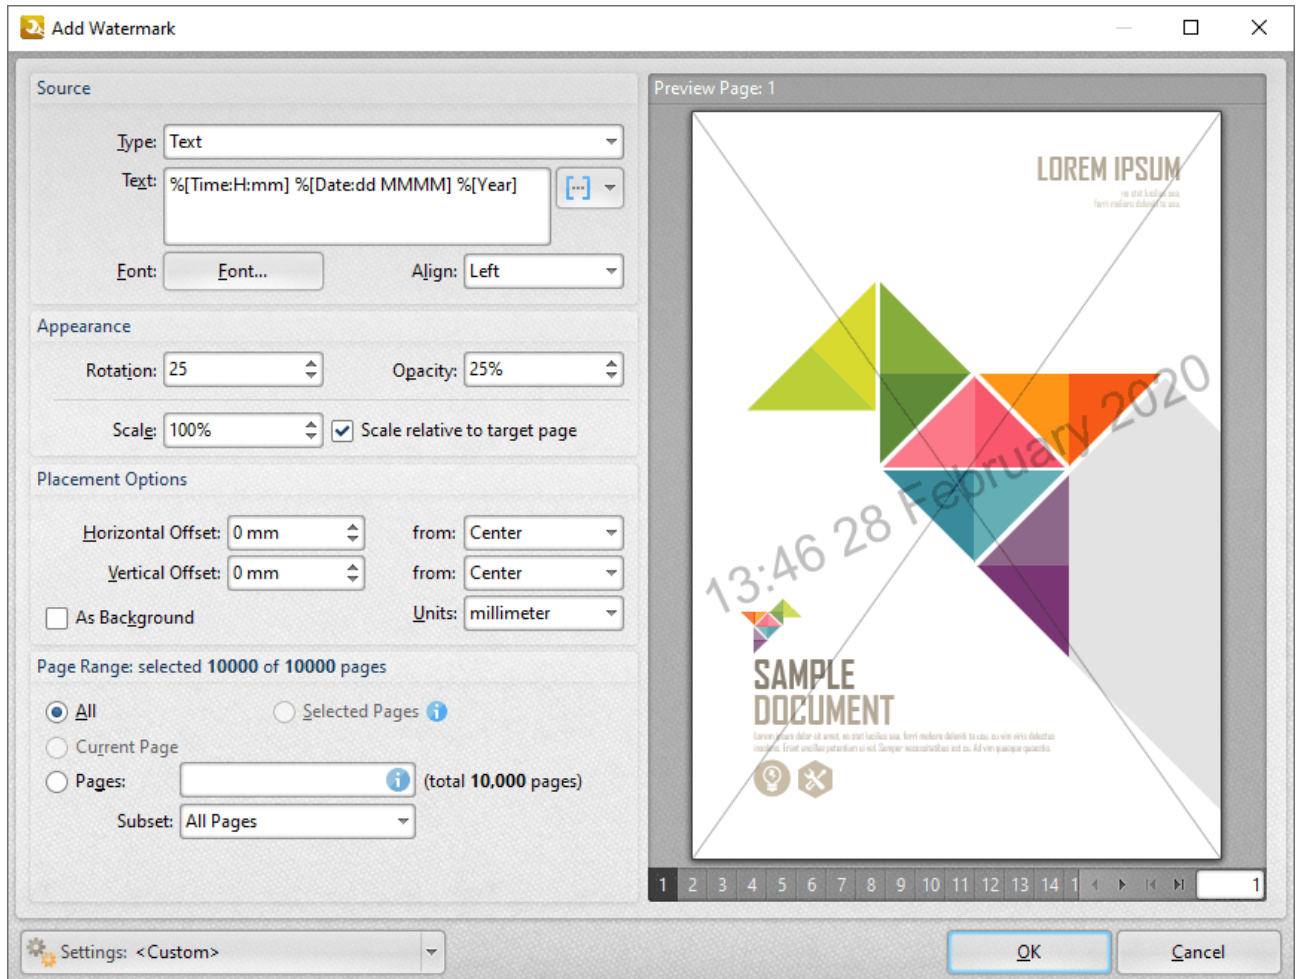 Add Watermark
Source
Type: Text
Text: %[Time:H:mm] %[Date:dd MMMM] %[Year]
Font: Font... Align: Left
Appearance
Rotation: 25 Opacity: 25%
Scale: 100% Scale relative to target page
Placement Options
Horizontal Offset: 0 mm from: Center
Vertical Offset: 0 mm from: Center
As Background Units: millimeter
Page Range: selected 10000 of 10000 pages
All Selected Pages
Current Page
Pages: (total 10,000 pages)
Subset: All Pages
Preview Page: 1
LOREM IPSUM
13:46 28 February 2020
SAMPLE
DOCUMENT
1 2 3 4 5 6 7 8 9 10 11 12 13 14 1 1
Settings: <Custom> OK Cancel